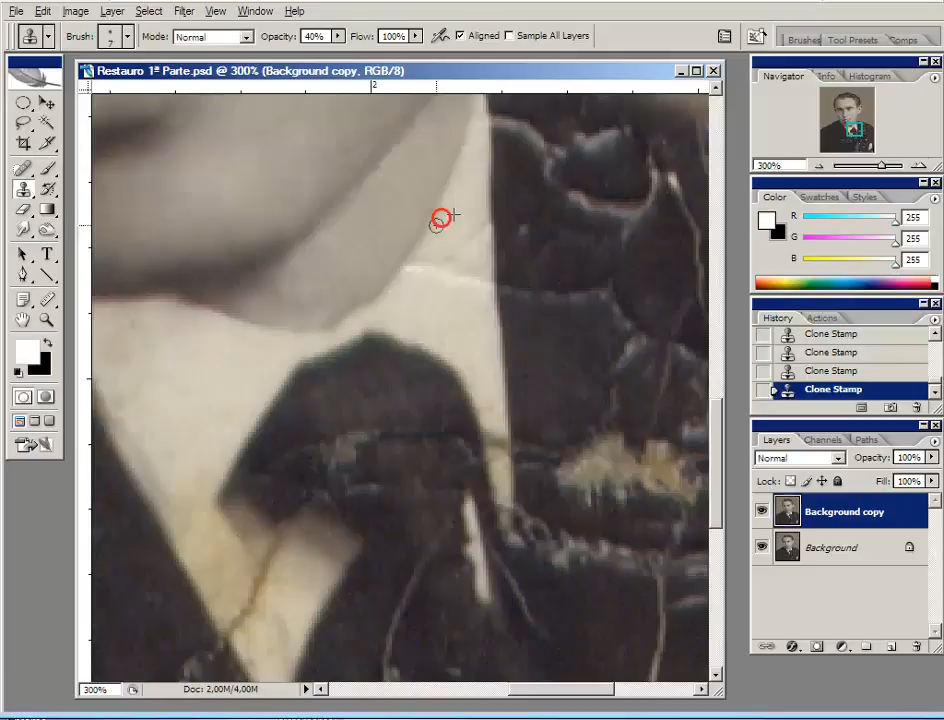 File Edit Image Layer Select Filter View Window Help
Brush: 7 Mode: Normal Opacity: 40% Flow: 100% Aligned Sample All Layers Brushes Tool Presets Comps
Restauro 1ª Parte.psd @ 300% (Background copy, RGB/8)
2
Navigator Info Histogram
300%
Color Swatches Styles
R 255
G 255
B 255
History Actions
Clone Stamp
Clone Stamp
Clone Stamp
Clone Stamp
Layers Channels Paths
Normal Opacity: 100%
Lock: Fill: 100%
Background copy
Background
T
300% Doc: 2,00M/4,00M